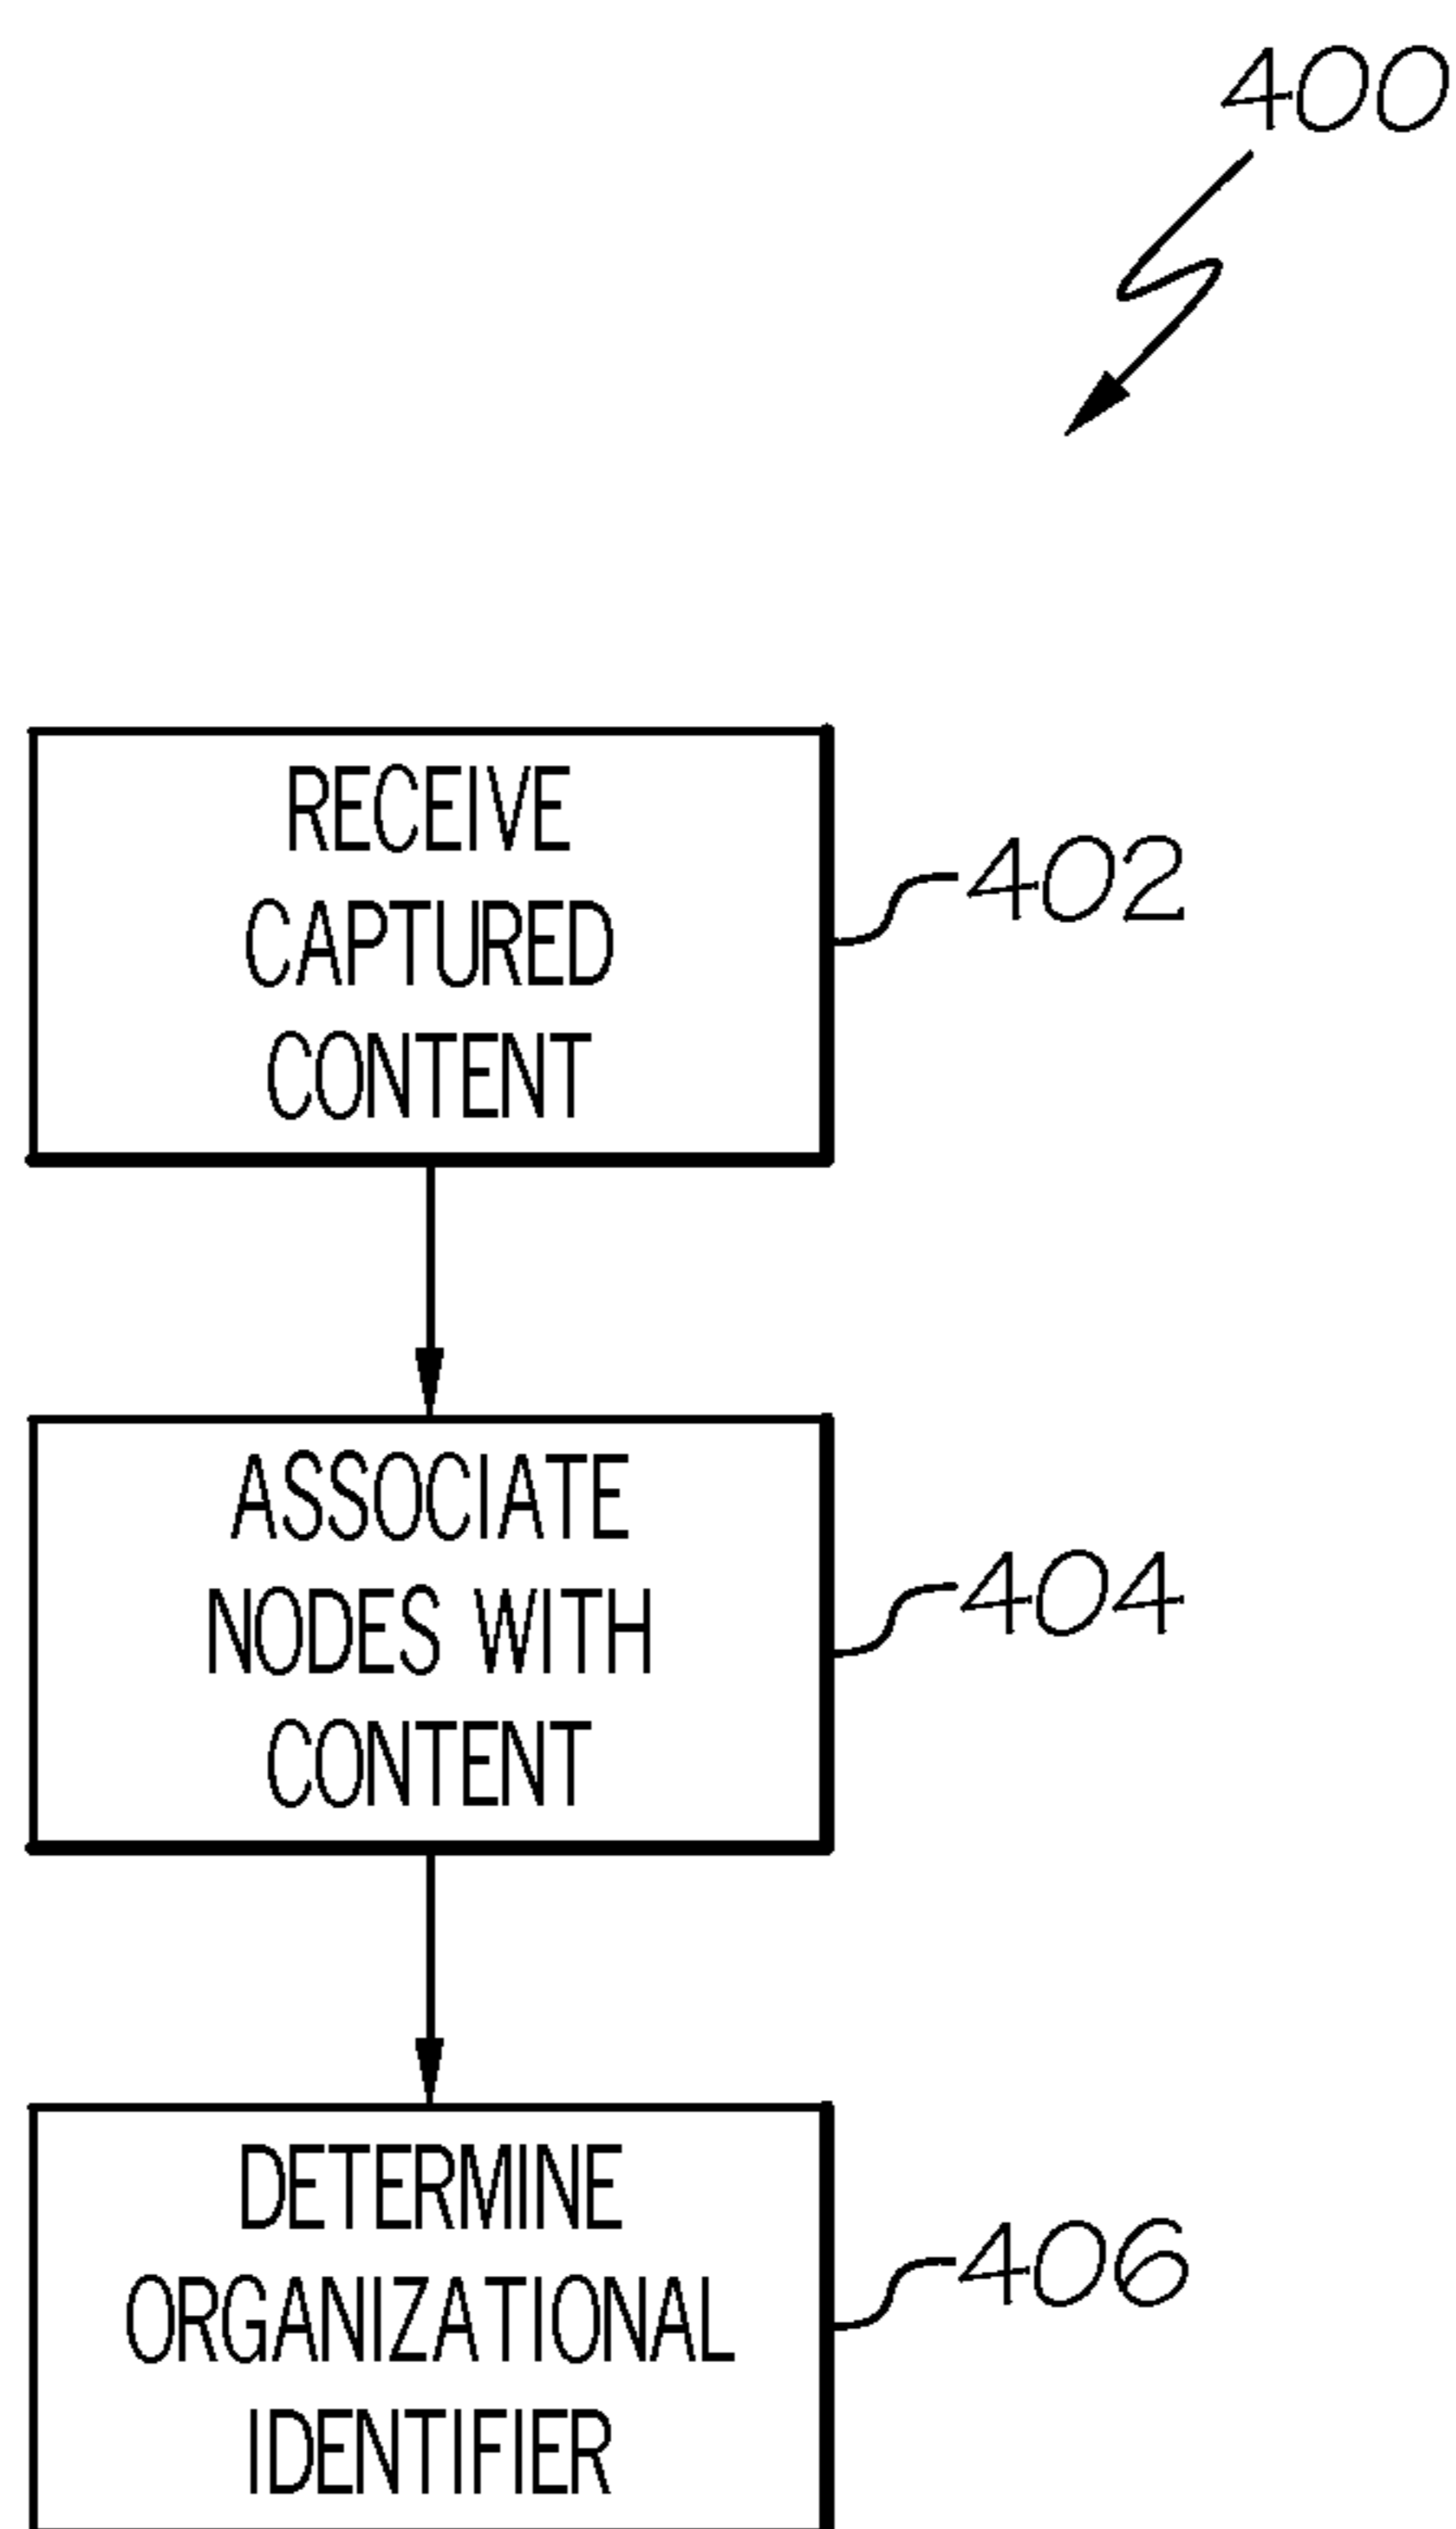 400
RECEIVE
CAPTURED
CONTENT
402
ASSOCIATE
NODES WITH
CONTENT
404
DETERMINE
ORGANIZATIONAL
IDENTIFIER
406